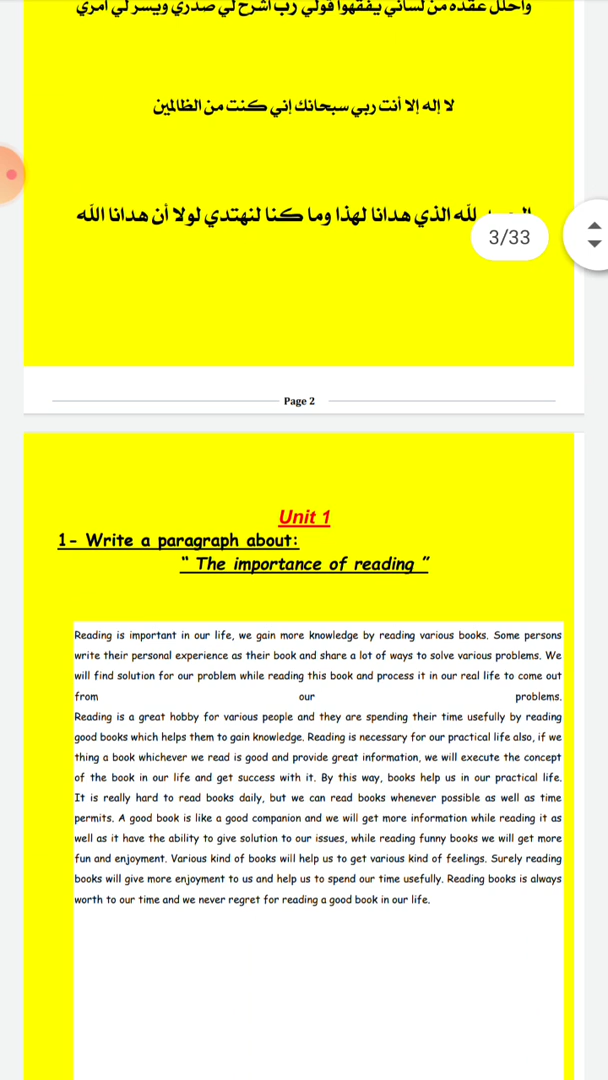 واحلل عقدة من لساني يفقهوا قولي رب اشرح لي صدري ويسر لي أمري
لا إله إلا أنت ربي سبحانك إني كنت من الظالمين
لله الذي هدانا لهذا وما كنا لنهتدي لولا أن هدانا الله
3/33
Page 2
Unit 1
1- Write a paragraph about:
“ The importance of reading ”
Reading is important in our life, we gain more knowledge by reading various books. Some persons
write their personal experience as their book and share a lot of ways to solve various problems. We
will find solution for our problem while reading this book and process it in our real life to come out
from our problems.
Reading is a great hobby for various people and they are spending their time usefully by reading
good books which helps them to gain knowledge. Reading is necessary for our practical life also, if we
thing a book whichever we read is good and provide great information, we will execute the concept
of the book in our life and get success with it. By this way, books help us in our practical life.
It is really hard to read books daily, but we can read books whenever possible as well as time
permits. A good book is like a good companion and we will get more information while reading it as
well as it have the ability to give solution to our issues, while reading funny books we will get more
fun and enjoyment. Various kind of books will help us to get various kind of feelings. Surely reading
books will give more enjoyment to us and help us to spend our time usefully. Reading books is always
worth to our time and we never regret for reading a good book in our life.